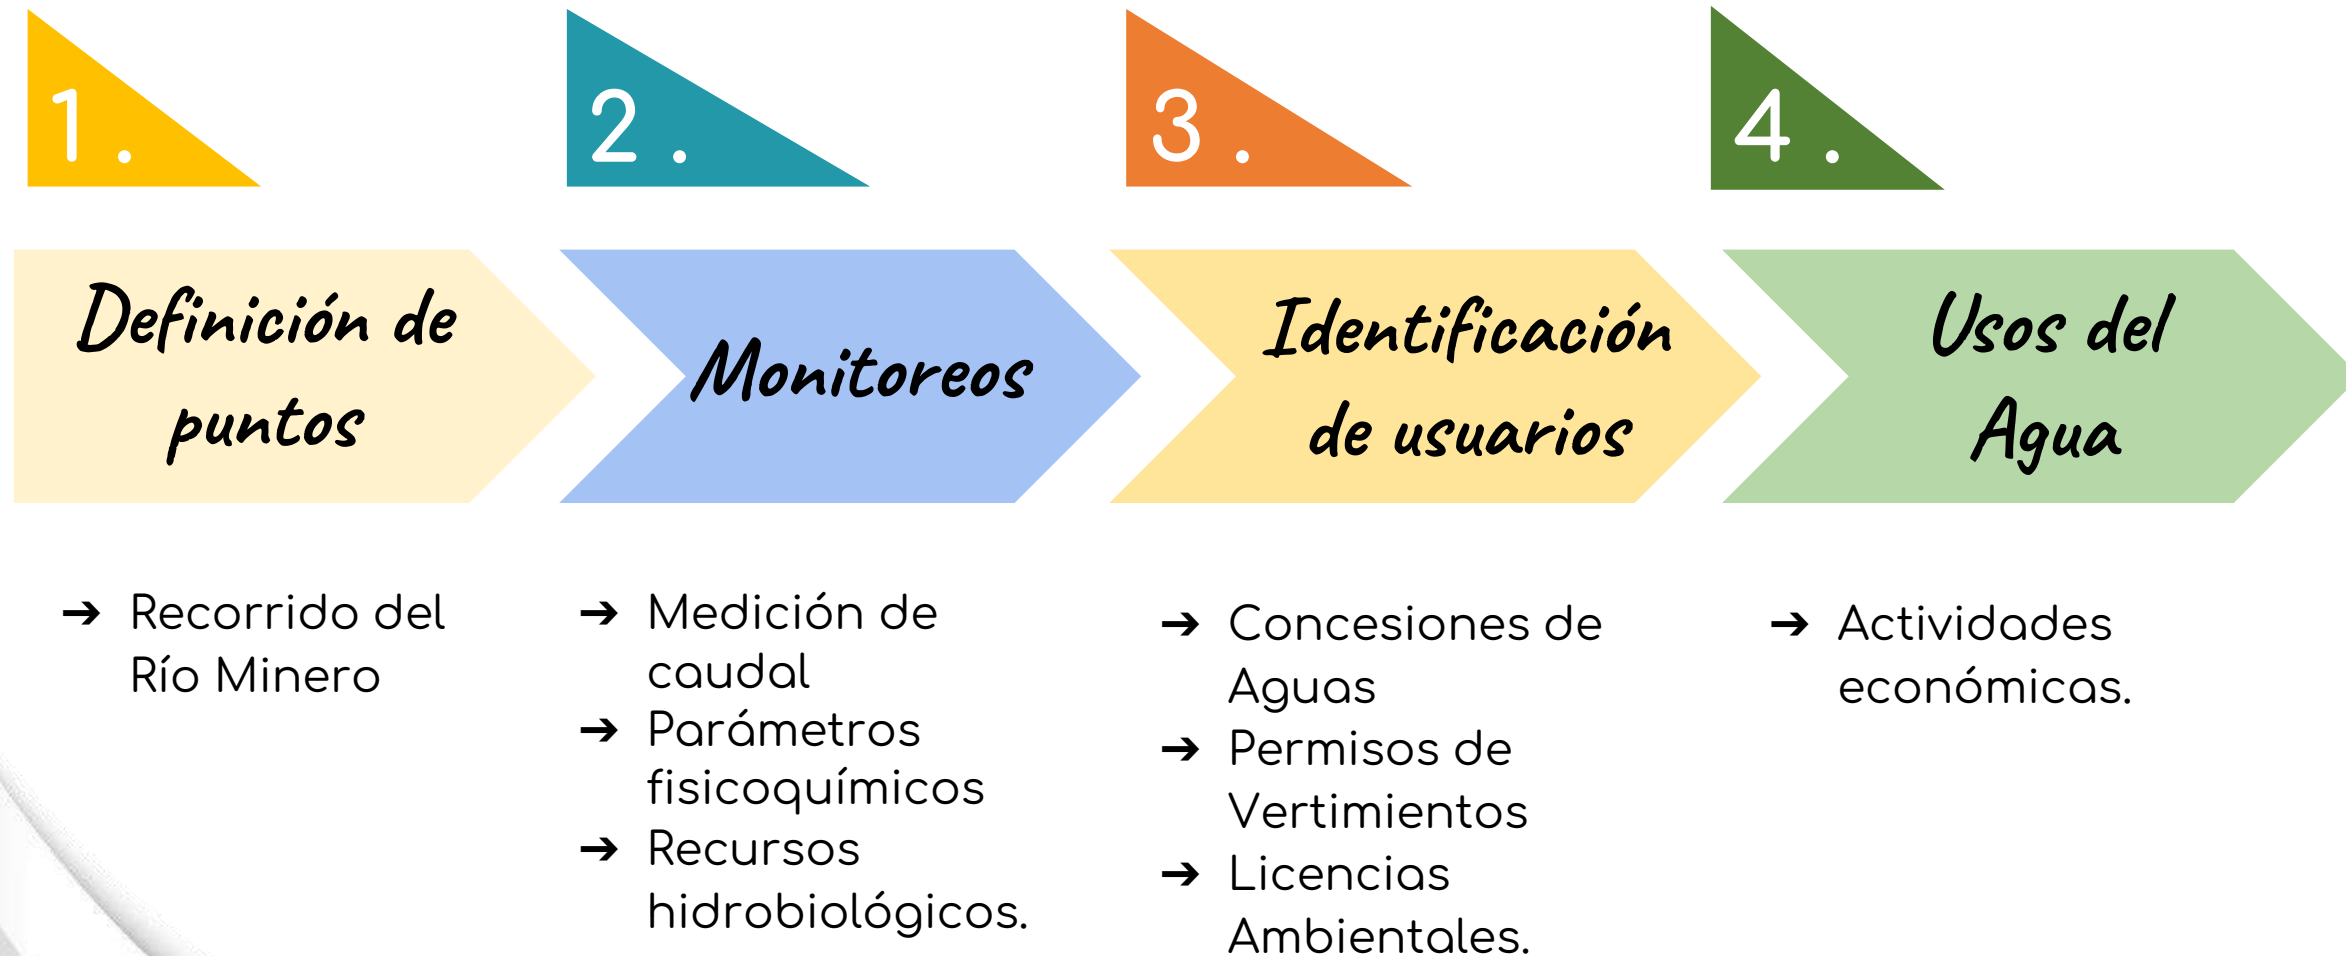 1.
Definición de
puntos
➔ Recorrido del
Río Minero
2.
Monitoreos
➔ Medición de
caudal
➔ Parámetros
fisicoquímicos
➔ Recursos
hidrobiológicos.
3.
Identificación
de usuarios
➔ Concesiones de
Aguas
➔ Permisos de
Vertimientos
➔ Licencias
Ambientales.
4.
Usos del
Agua
➔ Actividades
económicas.